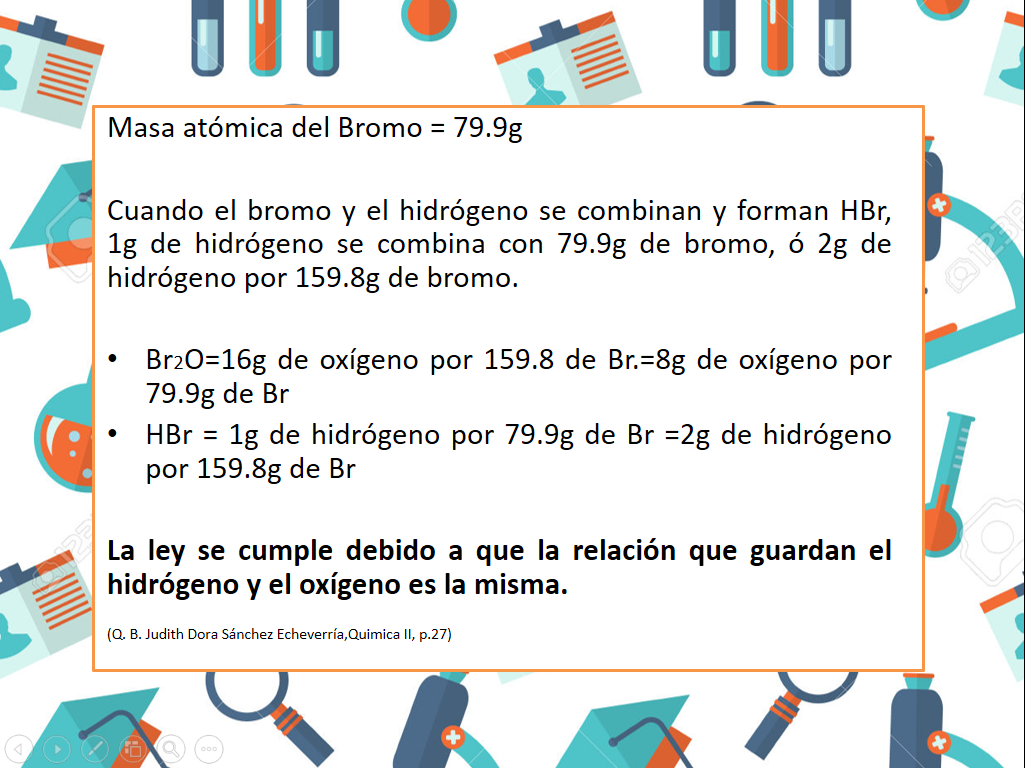 Masa atómica del Bromo = 79.9g
Cuando el bromo y el hidrógeno se combinan y forman HBr,
1g de hidrógeno se combina con 79.9g de bromo, ó 2g de
hidrógeno por 159.8g de bromo.
• Br2O=16g de oxígeno por 159.8 de Br.=8g de oxígeno por
79.9g de Br
• HBr = 1g de hidrógeno por 79.9g de Br =2g de hidrógeno
por 159.8g de Br
La ley se cumple debido a que la relación que guardan el
hidrógeno y el oxígeno es la misma.
(Q. B. Judith Dora Sánchez Echeverría,Quimica II, p.27)